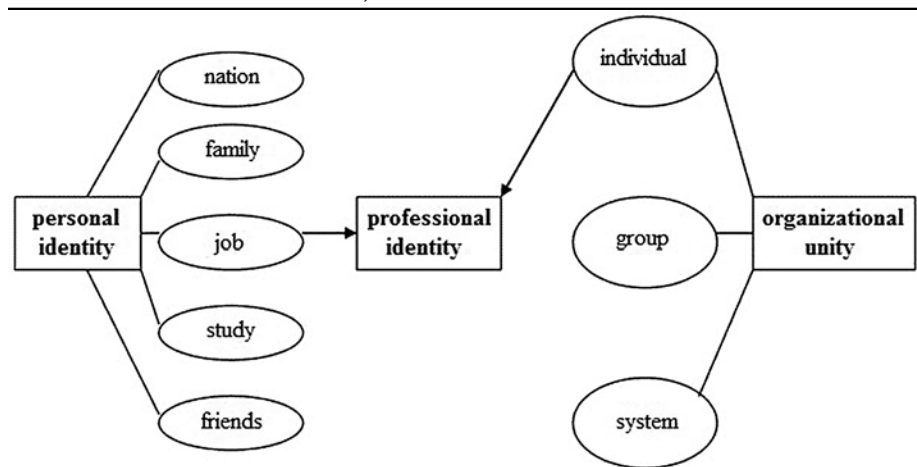 nation
family
personal
identity
job
study
friends
professional
identity
individual
group
system
organizational
unity